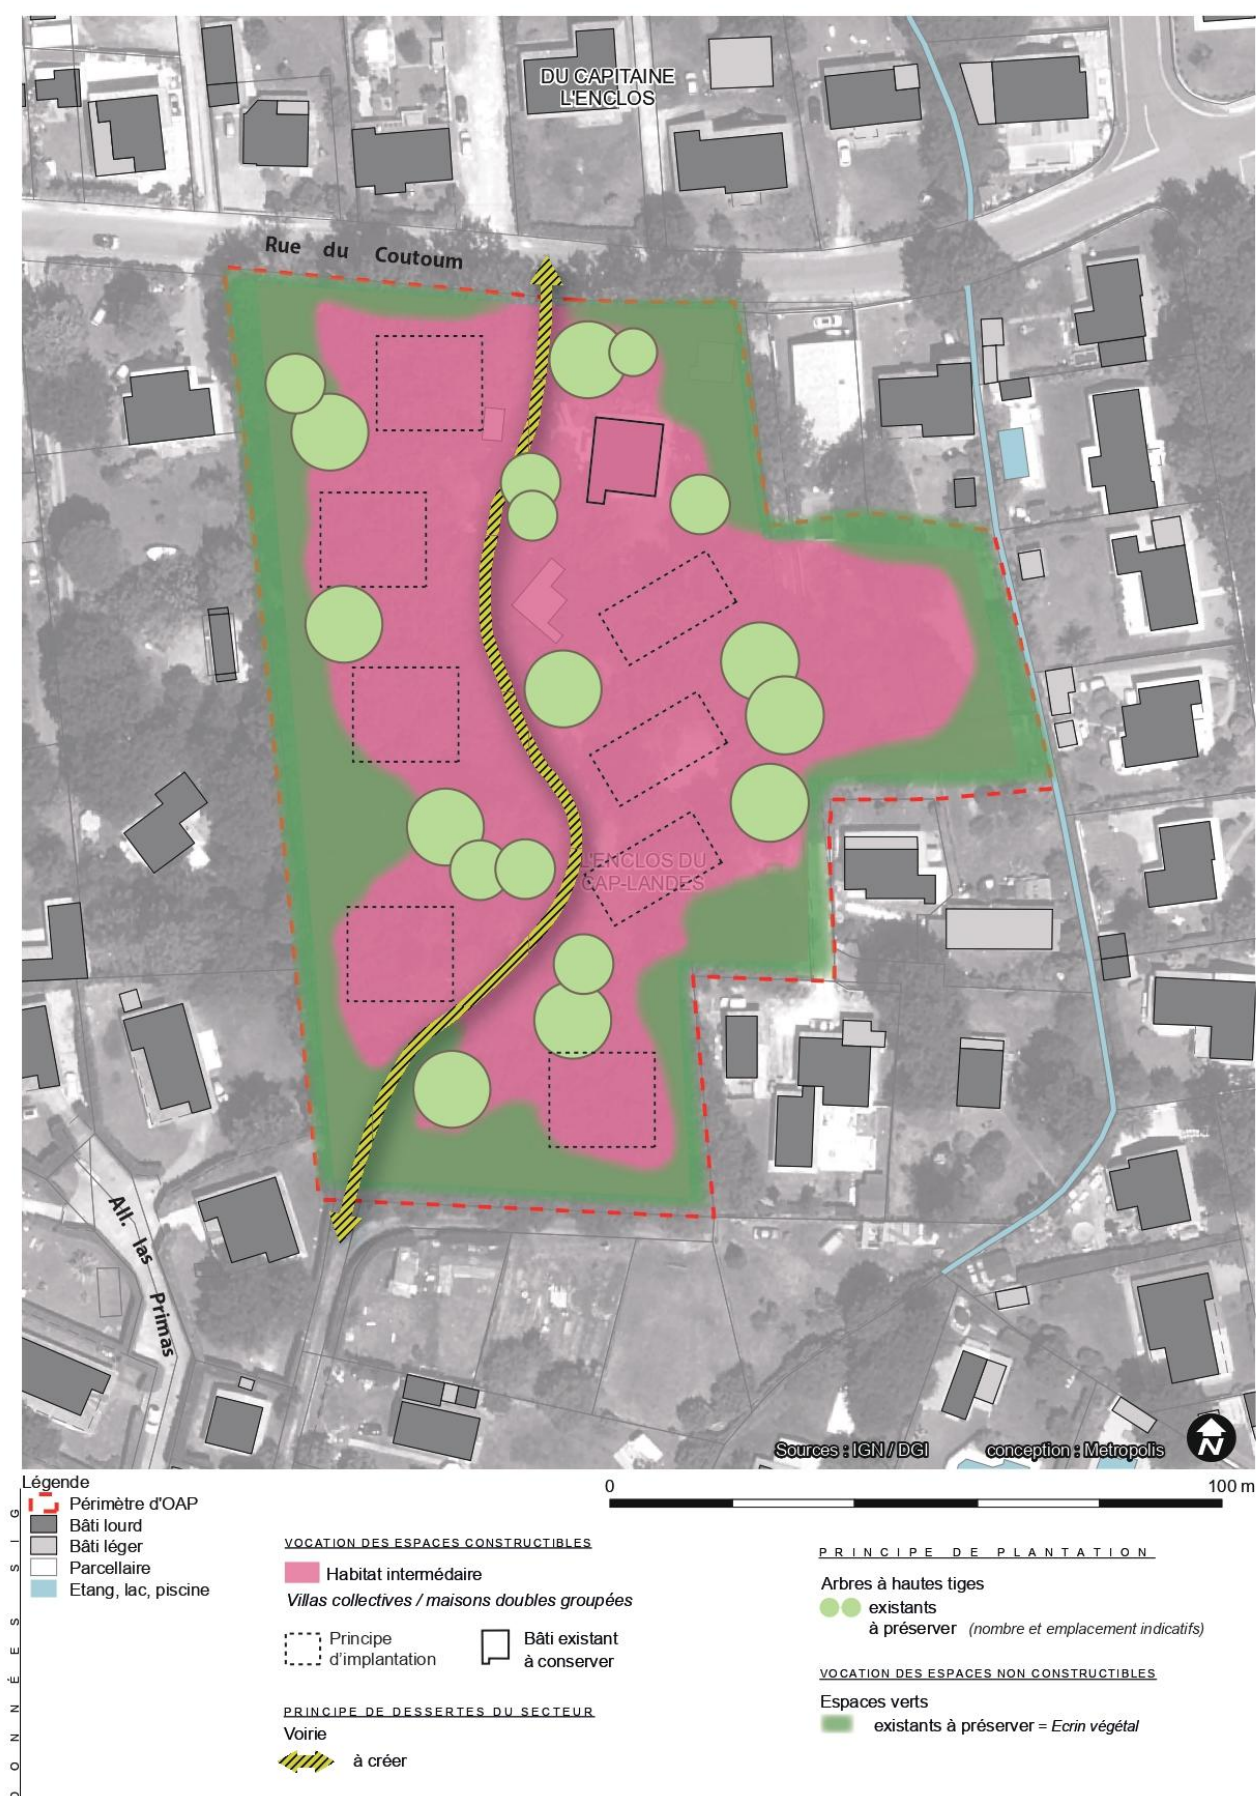 DU CAPITAINE
L'ENCLOS
Rue du Coutoum
L'ENCLOS DU
CAP-LANDES
All. las Primas
Sources : IGN / DGI
conception : Metropolis
N
Légende
0
100 m
Périmètre d'OAP
Bâti lourd
Bâti léger
Parcellaire
Etang, lac, piscine
DONNÉES SIG
VOCATION DES ESPACES CONSTRUCTIBLES
Habitat intermédaire
Villas collectives / maisons doubles groupées
Principe
d'implantation
Bâti existant
à conserver
PRINCIPE DE DESSERTES DU SECTEUR
Voirie
à créer
PRINCIPE DE PLANTATION
Arbres à hautes tiges
existants
à préserver (nombre et emplacement indicatifs)
VOCATION DES ESPACES NON CONSTRUCTIBLES
Espaces verts
existants à préserver = Ecrin végétal